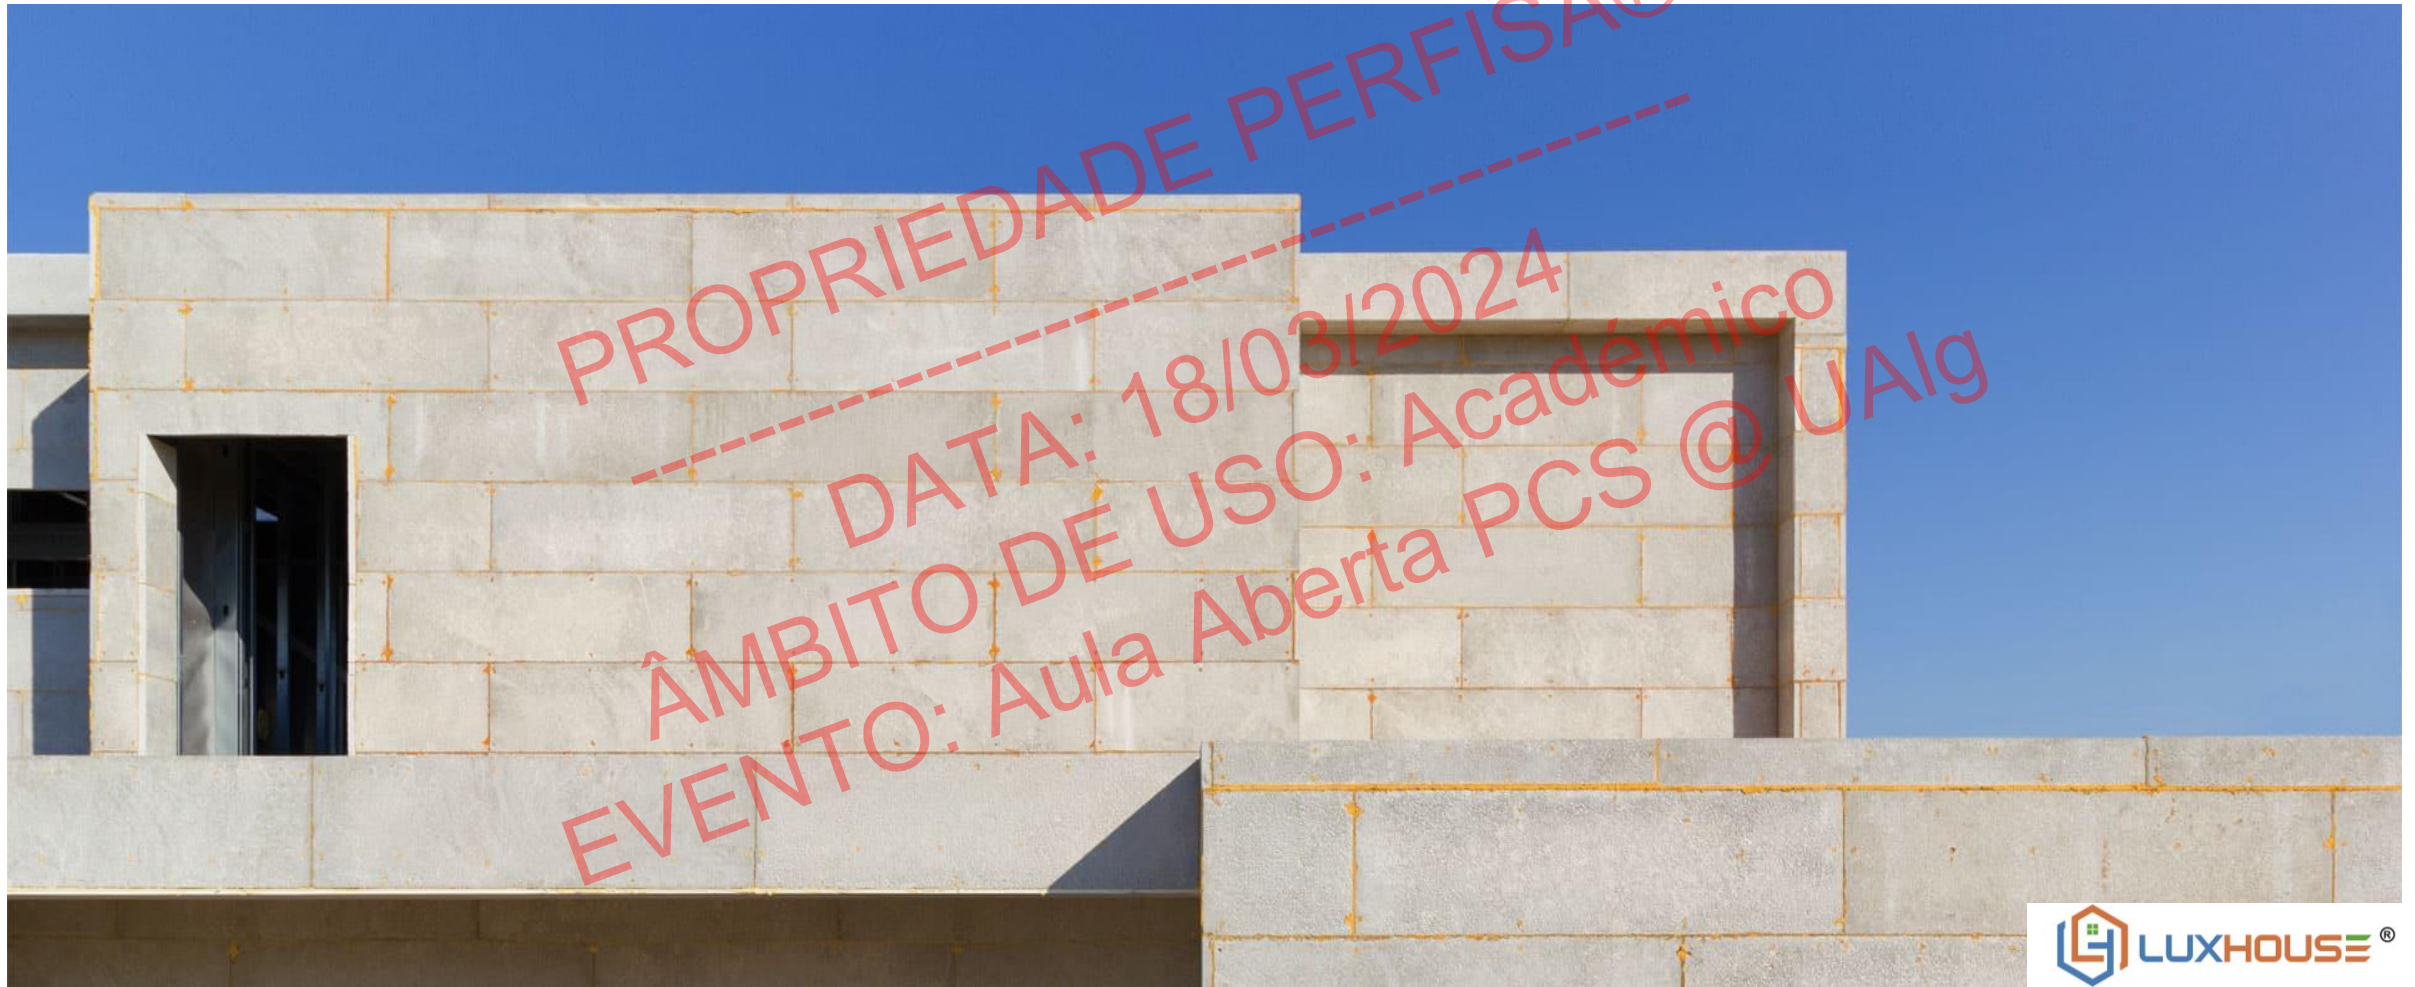 PROPRIEDADE PERFISA®
--------------------------------------------
DATA: 18/03/2024
ÂMBITO DE USO: Académico
EVENTO: Aula Aberta PCS @ UAlg
LUXHOUSE®